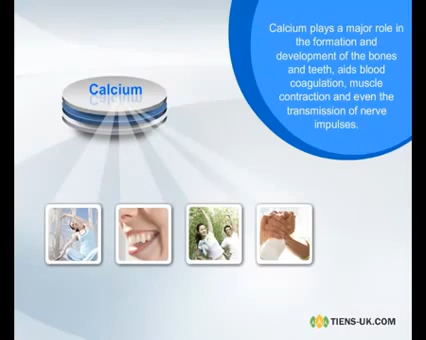 Calcium plays a major role in
the formation and
development of the bones
and teeth, aids blood
coagulation, muscle
contraction and even the
transmission of nerve
impulses.
Calcium
TIENS-UK.COM